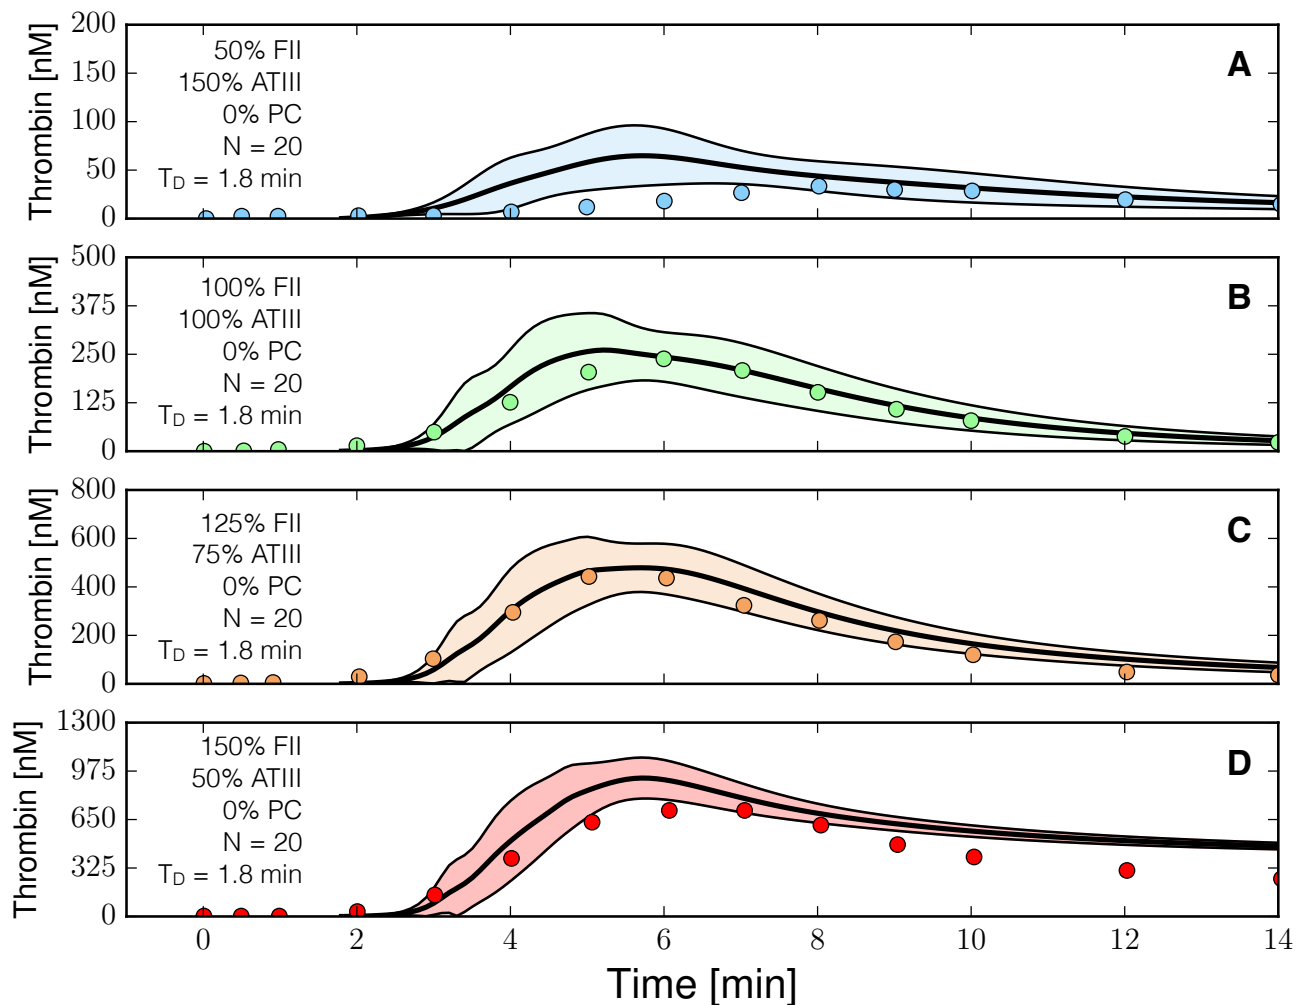 Thrombin [nM]
200
150
100
50
0
50% FII
150% ATIII
0% PC
N = 20
T_D = 1.8 min
A
Thrombin [nM]
500
375
250
125
0
100% FII
100% ATIII
0% PC
N = 20
T_D = 1.8 min
B
Thrombin [nM]
800
600
400
200
0
125% FII
75% ATIII
0% PC
N = 20
T_D = 1.8 min
C
Thrombin [nM]
1300
975
650
325
0
150% FII
50% ATIII
0% PC
N = 20
T_D = 1.8 min
D
0 2 4 6 8 10 12 14
Time [min]